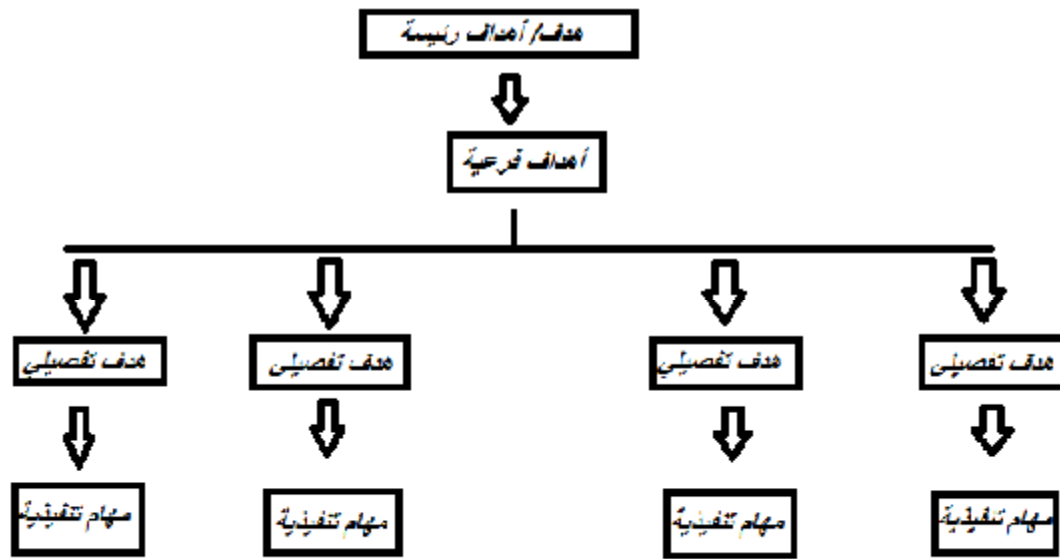 هدف/ أهداف رئيسة
أهداف فرعية
هدف تفصيلي
هدف تفصيلي
هدف تفصيلي
هدف تفصيلي
مهام تنفيذية
مهام تنفيذية
مهام تنفيذية
مهام تنفيذية